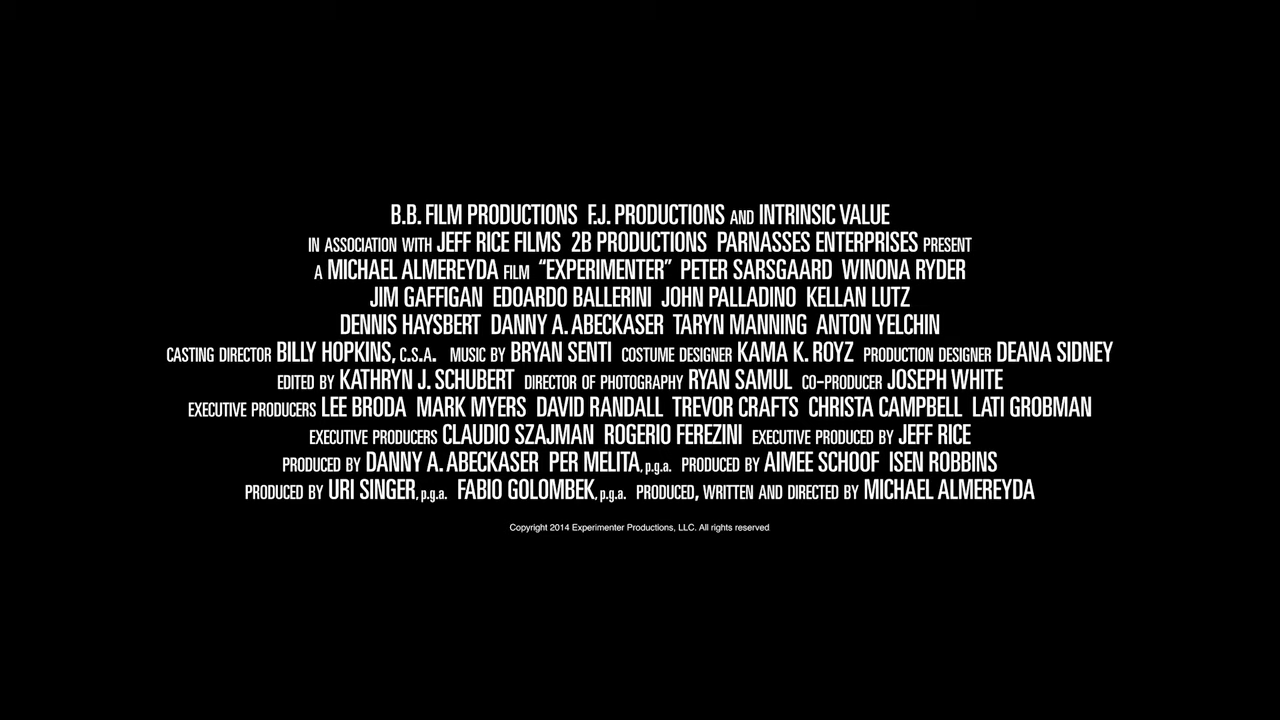 B.B. FILM PRODUCTIONS F.J. PRODUCTIONS AND INTRINSIC VALUE
IN ASSOCIATION WITH JEFF RICE FILMS 2B PRODUCTIONS PARNASSES ENTERPRISES PRESENT
A MICHAEL ALMEREYDA FILM “EXPERIMENTER” PETER SARSGAARD WINONA RYDER
JIM GAFFIGAN EDOARDO BALLERINI JOHN PALLADINO KELLAN LUTZ
DENNIS HAYSBERT DANNY A. ABECKASER TARYN MANNING ANTON YELCHIN
CASTING DIRECTOR BILLY HOPKINS, C.S.A. MUSIC BY BRYAN SENTI COSTUME DESIGNER KAMA K. ROYZ PRODUCTION DESIGNER DEANA SIDNEY
EDITED BY KATHRYN J. SCHUBERT DIRECTOR OF PHOTOGRAPHY RYAN SAMUL CO-PRODUCER JOSEPH WHITE
EXECUTIVE PRODUCERS LEE BRODA MARK MYERS DAVID RANDALL TREVOR CRAFTS CHRISTA CAMPBELL LATI GROBMAN
EXECUTIVE PRODUCERS CLAUDIO SZAJMAN ROGERIO FEREZINI EXECUTIVE PRODUCED BY JEFF RICE
PRODUCED BY DANNY A. ABECKASER PER MELITA, p.g.a. PRODUCED BY AIMEE SCHOOF ISEN ROBBINS
PRODUCED BY URI SINGER, p.g.a. FABIO GOLOMBEK, p.g.a. PRODUCED, WRITTEN AND DIRECTED BY MICHAEL ALMEREYDA
Copyright 2014 Experimenter Productions, LLC. All rights reserved